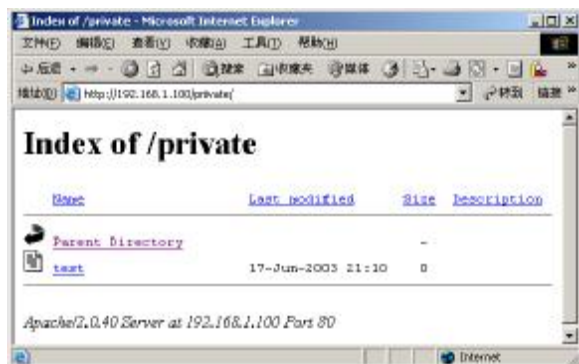 Index of /private - Microsoft Internet Explorer
文件(F) 编辑(E) 查看(V) 收藏(A) 工具(T) 帮助(H)
后退 搜索 收藏夹 媒体
地址(D) http://192.168.1.100/private/ 转到 链接
Index of /private
Name Last modified Size Description
Parent Directory -
test 17-Jun-2003 21:10 0
Apache/2.0.40 Server at 192.168.1.100 Port 80
Internet